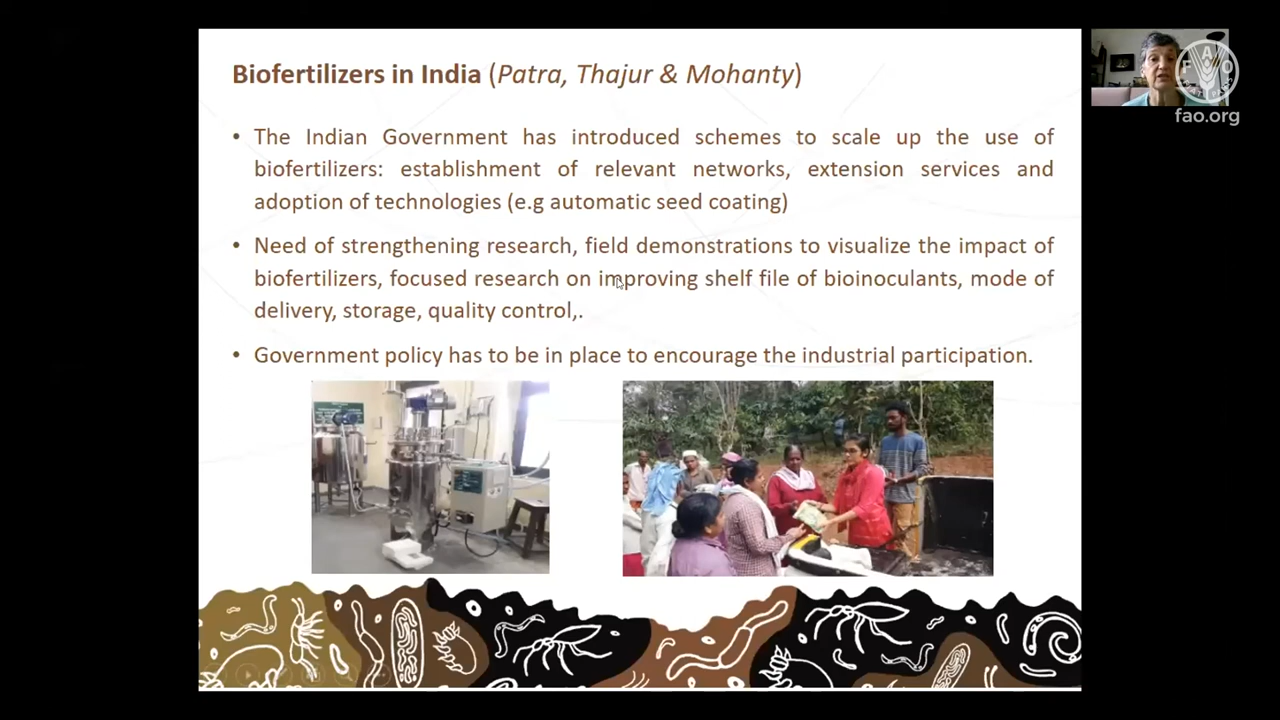 Biofertilizers in India (Patra, Thajur & Mohanty)
• The Indian Government has introduced schemes to scale up the use of
biofertilizers: establishment of relevant networks, extension services and
adoption of technologies (e.g automatic seed coating)
• Need of strengthening research, field demonstrations to visualize the impact of
biofertilizers, focused research on improving shelf file of bioinoculants, mode of
delivery, storage, quality control,.
• Government policy has to be in place to encourage the industrial participation.
FAO
fao.org